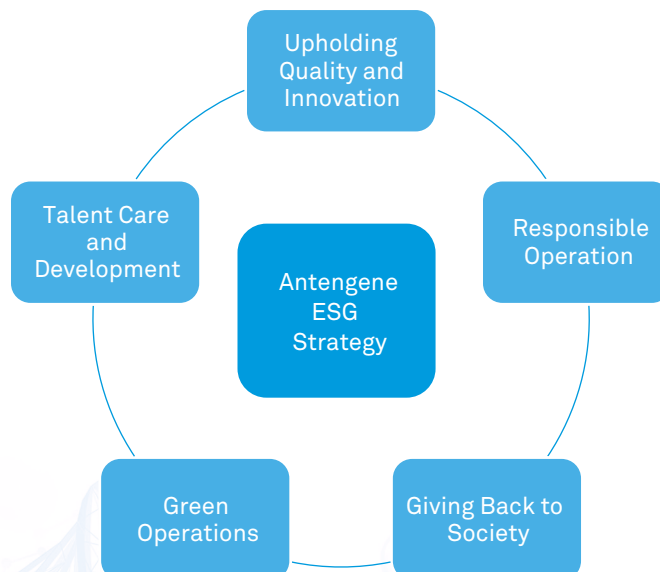 Upholding
Quality and
Innovation
Talent Care
and
Development
Responsible
Operation
Antengene
ESG
Strategy
Green
Operations
Giving Back to
Society